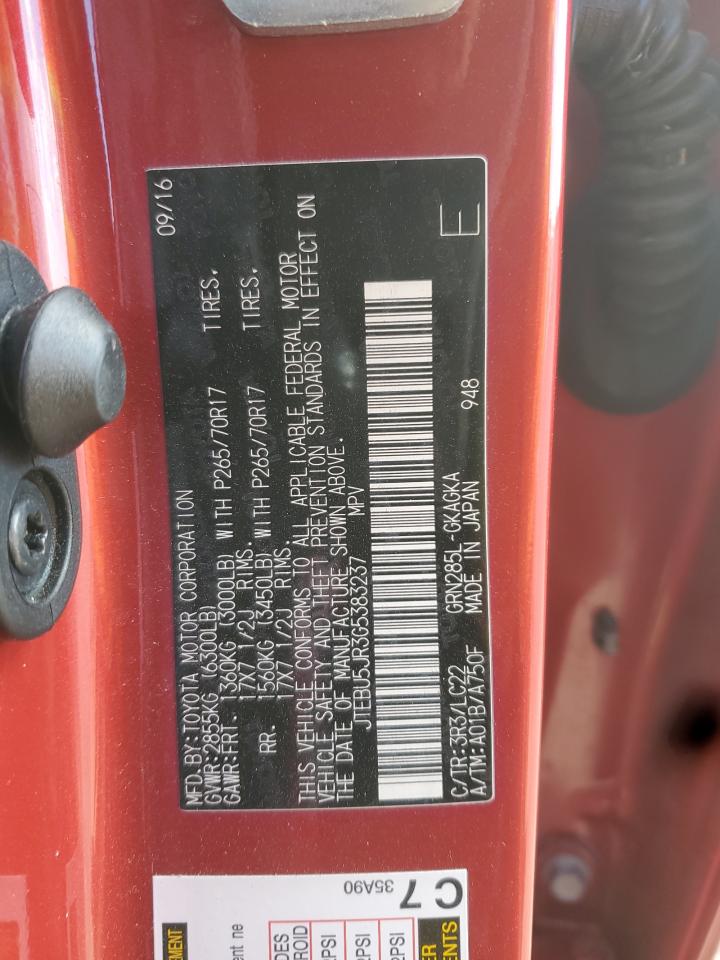 MFD.BY:TOYOTA MOTOR CORPORATION 09/16
GVWR:2855KG (6300LB)
GAWR:FRT. 1360KG (3000LB) WITH P265/70R17 TIRES,
17X7 1/2J RIMS.
RR. 1560KG (3450LB) WITH P265/70R17 TIRES,
17X7 1/2J RIMS.
THIS VEHICLE CONFORMS TO ALL APPLICABLE FEDERAL MOTOR
VEHICLE SAFETY AND THEFT PREVENTION STANDARDS IN EFFECT ON
THE DATE OF MANUFACTURE SHOWN ABOVE.
JTEBU5JR3G5383237 MPV
C/TR:3R3/LC22 GRN285L-GKAGKA
A/TM:A01B/A750F MADE IN JAPAN 948
E
C 7
35A90